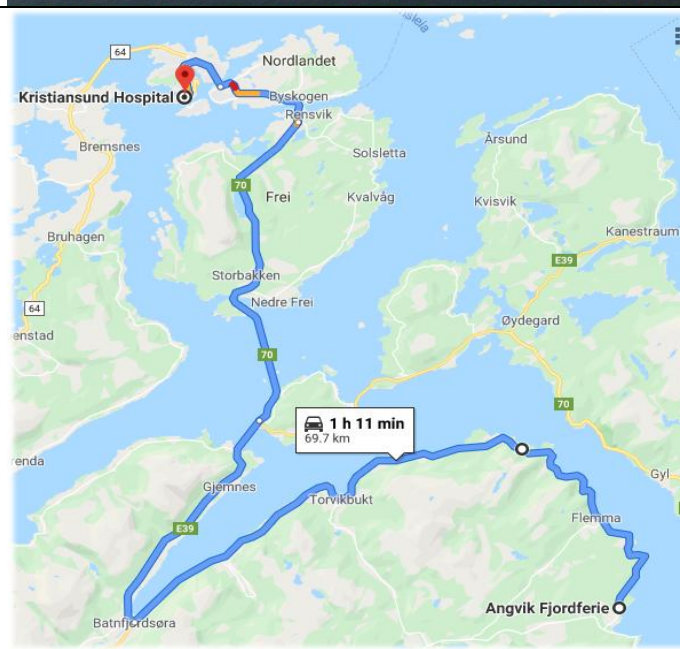 64
Nordlandet
Kristiansund Hospital
Byskogen
Rensvik
Bremsnes
Solsletta
Årsund
70
Frei
Kvalvåg
Kvisvik
Bruhagen
Kanestraum
Storbakken
E39
64
Nedre Frei
Øydegard
enstad
70
1 h 11 min
69.7 km
70
renda
Gjemnes
Torvikbukt
Gyl
E39
Flemma
Batnfjordsøra
Angvik Fjordferie